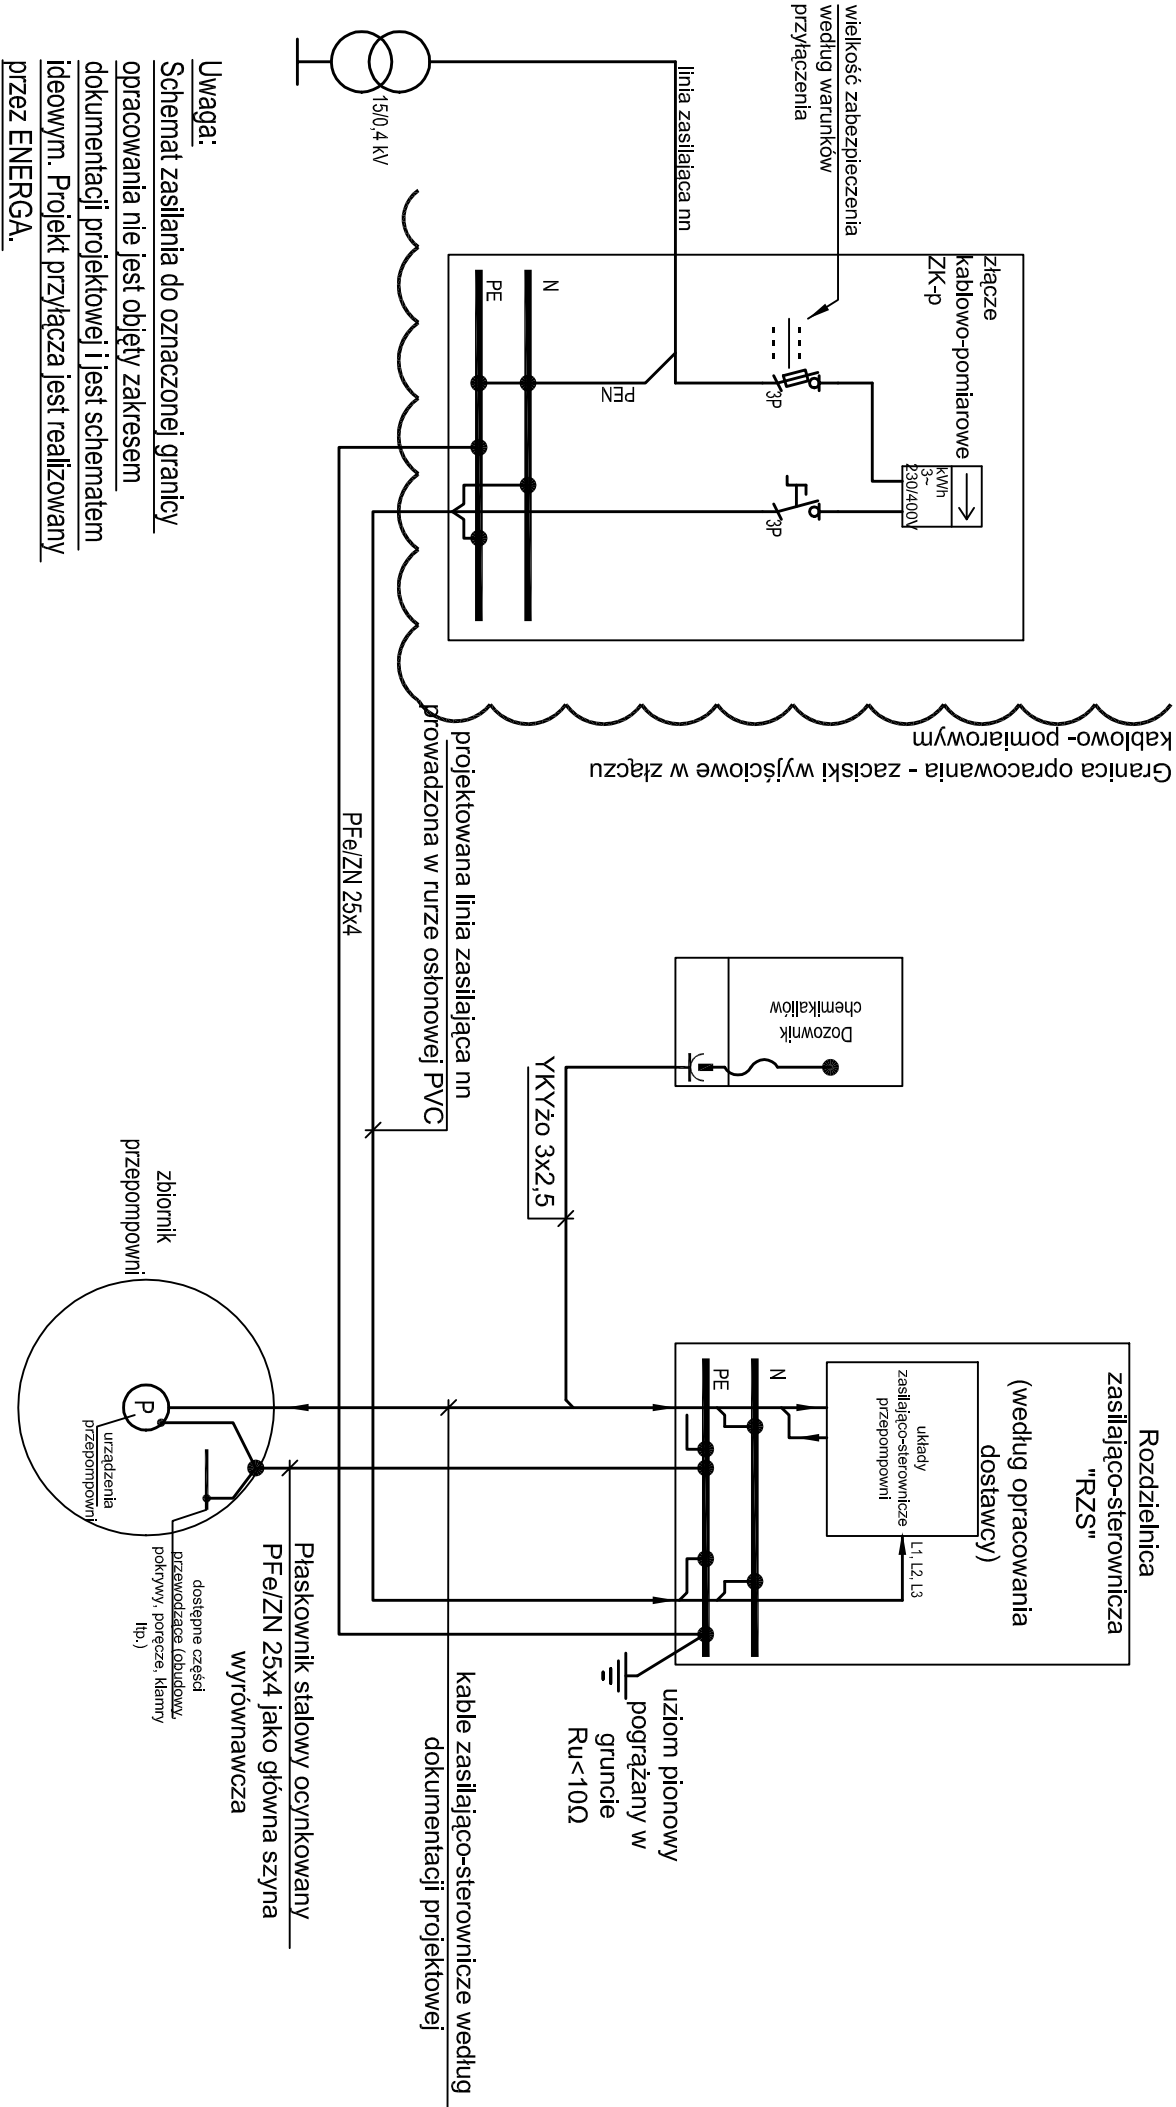 wielkość zabezpieczenia
według warunków
przyłączenia
linia zasilająca nn
15/0,4 kV
Uwaga:
Schemat zasilania do oznaczonej granicy
opracowania nie jest objęty zakresem
dokumentacji projektowej i jest schematem
ideowym. Projekt przyłącza jest realizowany
przez ENERGA.
złącze
kablowo-pomiarowe
ZK-p
kWh
3~
230/400V
3P
3P
PEN
N
PE
Granica opracowania - zaciski wyjściowe w złączu
kablowo- pomiarowym
projektowana linia zasilająca nn
prowadzona w rurze osłonowej PVC
PFe/ZN 25x4
Dozownik
chemikaliów
YKYżo 3x2,5
Rozdzielnica
zasilająco-sterownicza
"RZS"
(według opracowania
dostawcy)
układy
zasilająco-sterownicze
przepompowni
L1, L2, L3
N
PE
zbiornik
przepompowni
P
urządzenia
przepompowni
dostępne części
przewodzące (obudowy,
pokrywy, poręcze, klamry
itp.)
Płaskownik stalowy ocynkowany
PFe/ZN 25x4 jako główna szyna
wyrównawcza
kable zasilająco-sterownicze według
dokumentacji projektowej
uziom pionowy
pogrążany w
gruncie
Ru<10Ω